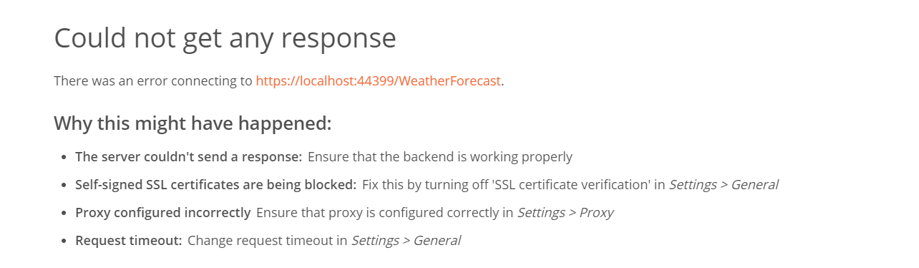 Could not get any response
There was an error connecting to https://localhost:44399/WeatherForecast.
Why this might have happened:
• The server couldn't send a response: Ensure that the backend is working properly
• Self-signed SSL certificates are being blocked: Fix this by turning off 'SSL certificate verification' in Settings > General
• Proxy configured incorrectly Ensure that proxy is configured correctly in Settings > Proxy
• Request timeout: Change request timeout in Settings > General